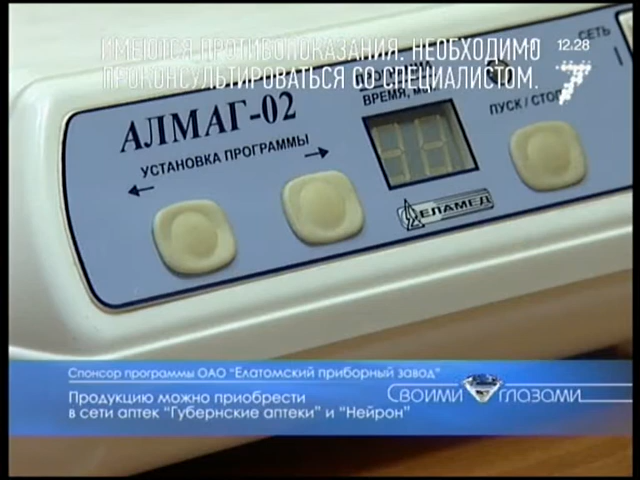 ИМЕЮТСЯ ПРОТИВОПОКАЗАНИЯ. НЕОБХОДИМО
ПРОКОНСУЛЬТИРОВАТЬСЯ СО СПЕЦИАЛИСТОМ.
12.28
7
СЕТЬ
АЛМАГ-02
ВРЕМЯ,
ПУСК / СТОП
УСТАНОВКА ПРОГРАММЫ
ЕЛАМЕД
Спонсор программы ОАО "Елатомский приборный завод"
Продукцию можно приобрести
в сети аптек "Губернские аптеки" и "Нейрон"
Своими глазами